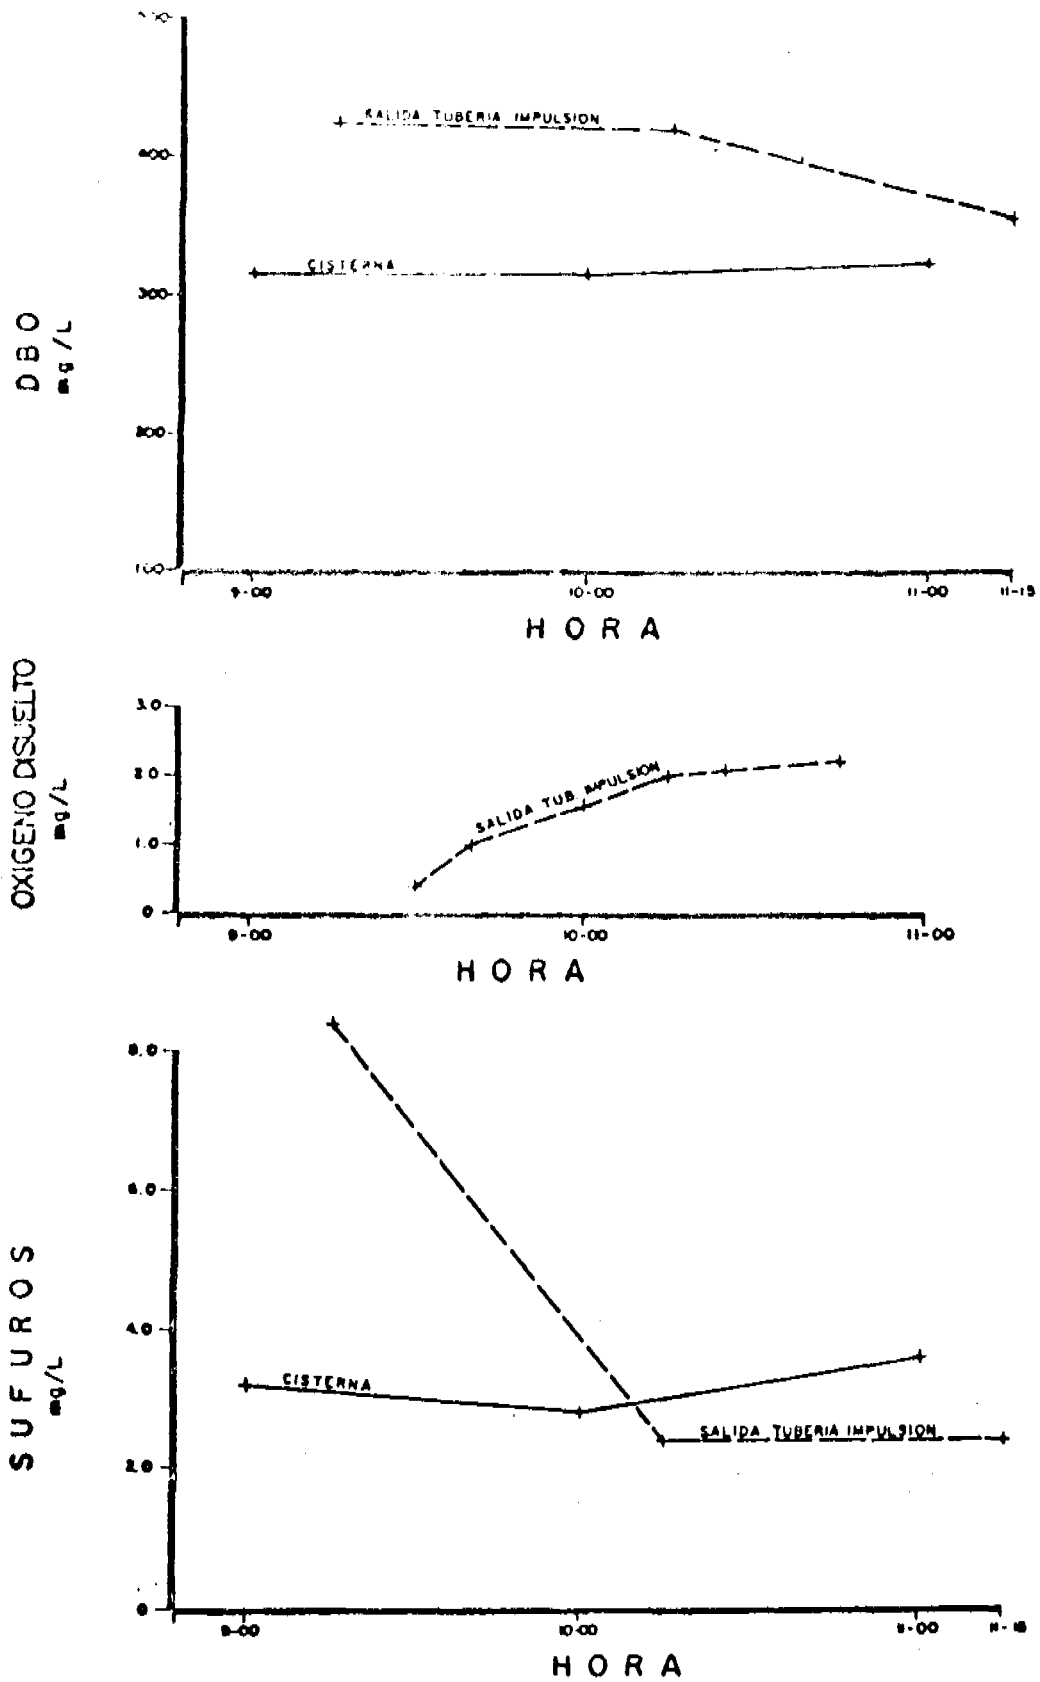 SALIDA TUBERIA IMPULSION
400
CISTERNA
300
200
100
DBO
mg/L
9-00 10-00 11-00 11-15
HORA
OXIGENO DISUELTO
mg/L
3.0
2.0
1.0
0
SALIDA TUB. IMPULSION
9-00 10-00 11-00
HORA
SUFUROS
mg/L
8.0
6.0
4.0
2.0
0
CISTERNA
SALIDA TUBERIA IMPULSION
9-00 10-00 11-00 11-15
HORA